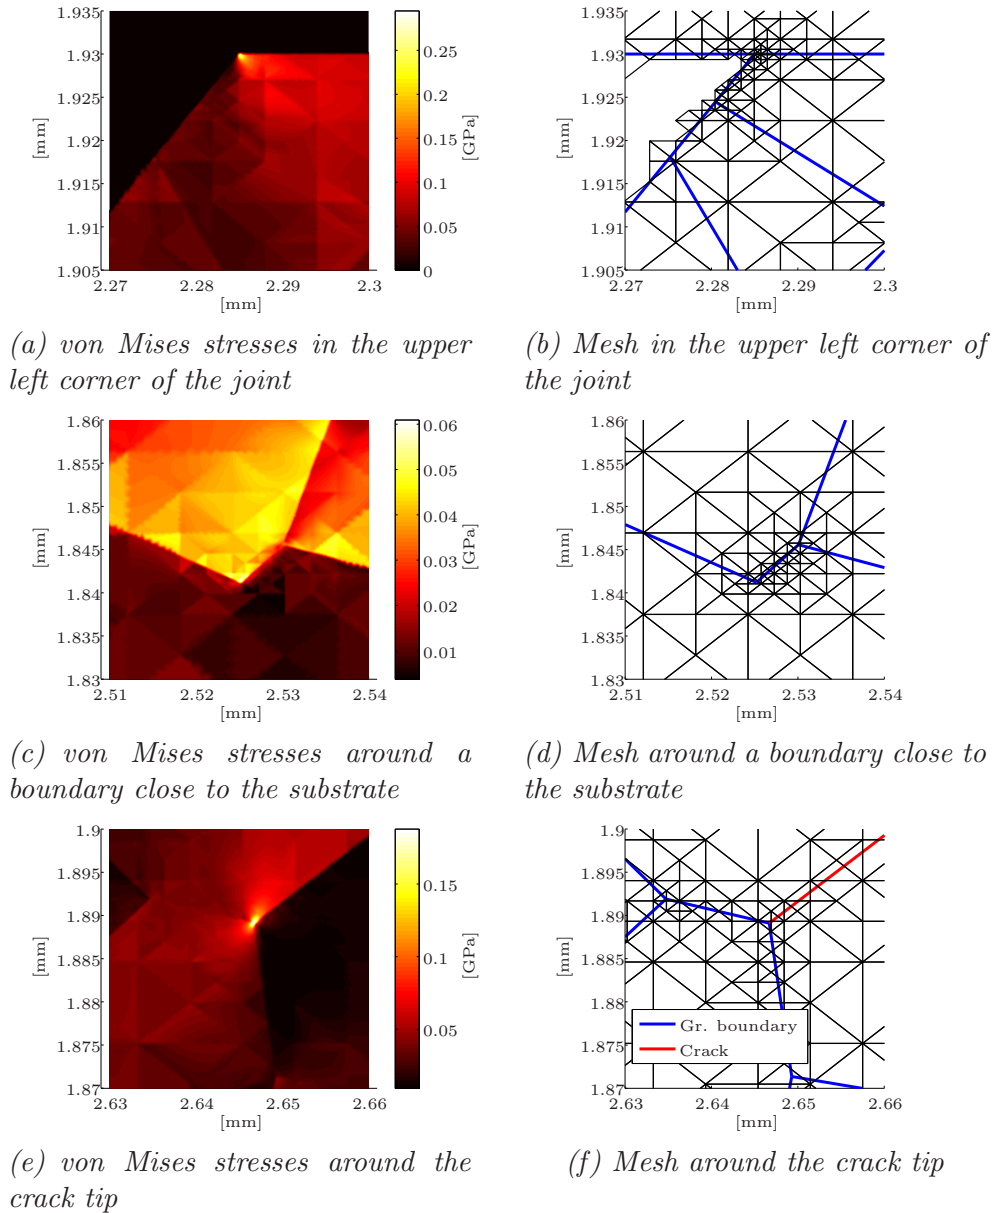 1.935
1.93
1.925
1.92
1.915
1.91
1.905
[mm]
2.27 2.28 2.29 2.3
[mm]
0.25
0.2
0.15
0.1
0.05
0
[GPa]
1.935
1.93
1.925
1.92
1.915
1.91
1.905
[mm]
2.27 2.28 2.29 2.3
[mm]
(a) von Mises stresses in the upper
left corner of the joint
(b) Mesh in the upper left corner of
the joint
1.86
1.855
1.85
1.845
1.84
1.835
1.83
[mm]
2.51 2.52 2.53 2.54
[mm]
0.06
0.05
0.04
0.03
0.02
0.01
[GPa]
1.86
1.855
1.85
1.845
1.84
1.835
1.83
[mm]
2.51 2.52 2.53 2.54
[mm]
(c) von Mises stresses around a
boundary close to the substrate
(d) Mesh around a boundary close to
the substrate
1.9
1.895
1.89
1.885
1.88
1.875
1.87
[mm]
2.63 2.64 2.65 2.66
[mm]
0.15
0.1
0.05
[GPa]
1.9
1.895
1.89
1.885
1.88
1.875
1.87
[mm]
Gr. boundary
Crack
2.63 2.64 2.65 2.66
[mm]
(e) von Mises stresses around the
crack tip
(f) Mesh around the crack tip